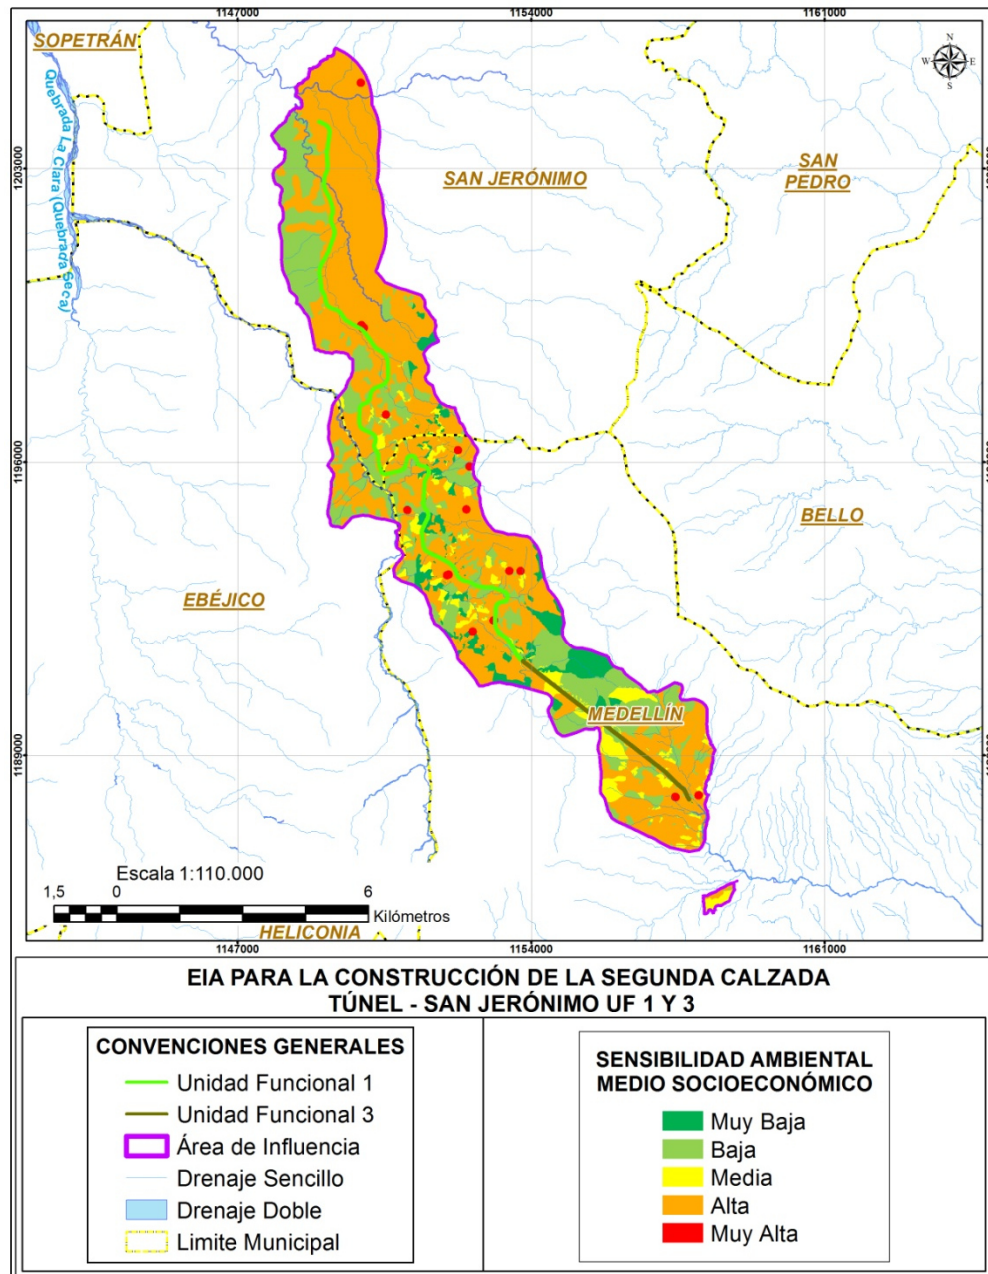 1147000
1154000
1161000
SOPETRÁN
N
W
E
S
Quebrada La Clara (Quebrada Seca)
1203000
SAN JERÓNIMO
SAN
PEDRO
1196000
BELLO
EBÉJICO
MEDELLÍN
1189000
Escala 1:110.000
1,5
0
6
Kilómetros
HELICONIA
1147000
1154000
1161000
EIA PARA LA CONSTRUCCIÓN DE LA SEGUNDA CALZADA
TÚNEL - SAN JERÓNIMO UF 1 Y 3
CONVENCIONES GENERALES
Unidad Funcional 1
Unidad Funcional 3
Área de Influencia
Drenaje Sencillo
Drenaje Doble
Limite Municipal
SENSIBILIDAD AMBIENTAL
MEDIO SOCIOECONÓMICO
Muy Baja
Baja
Media
Alta
Muy Alta